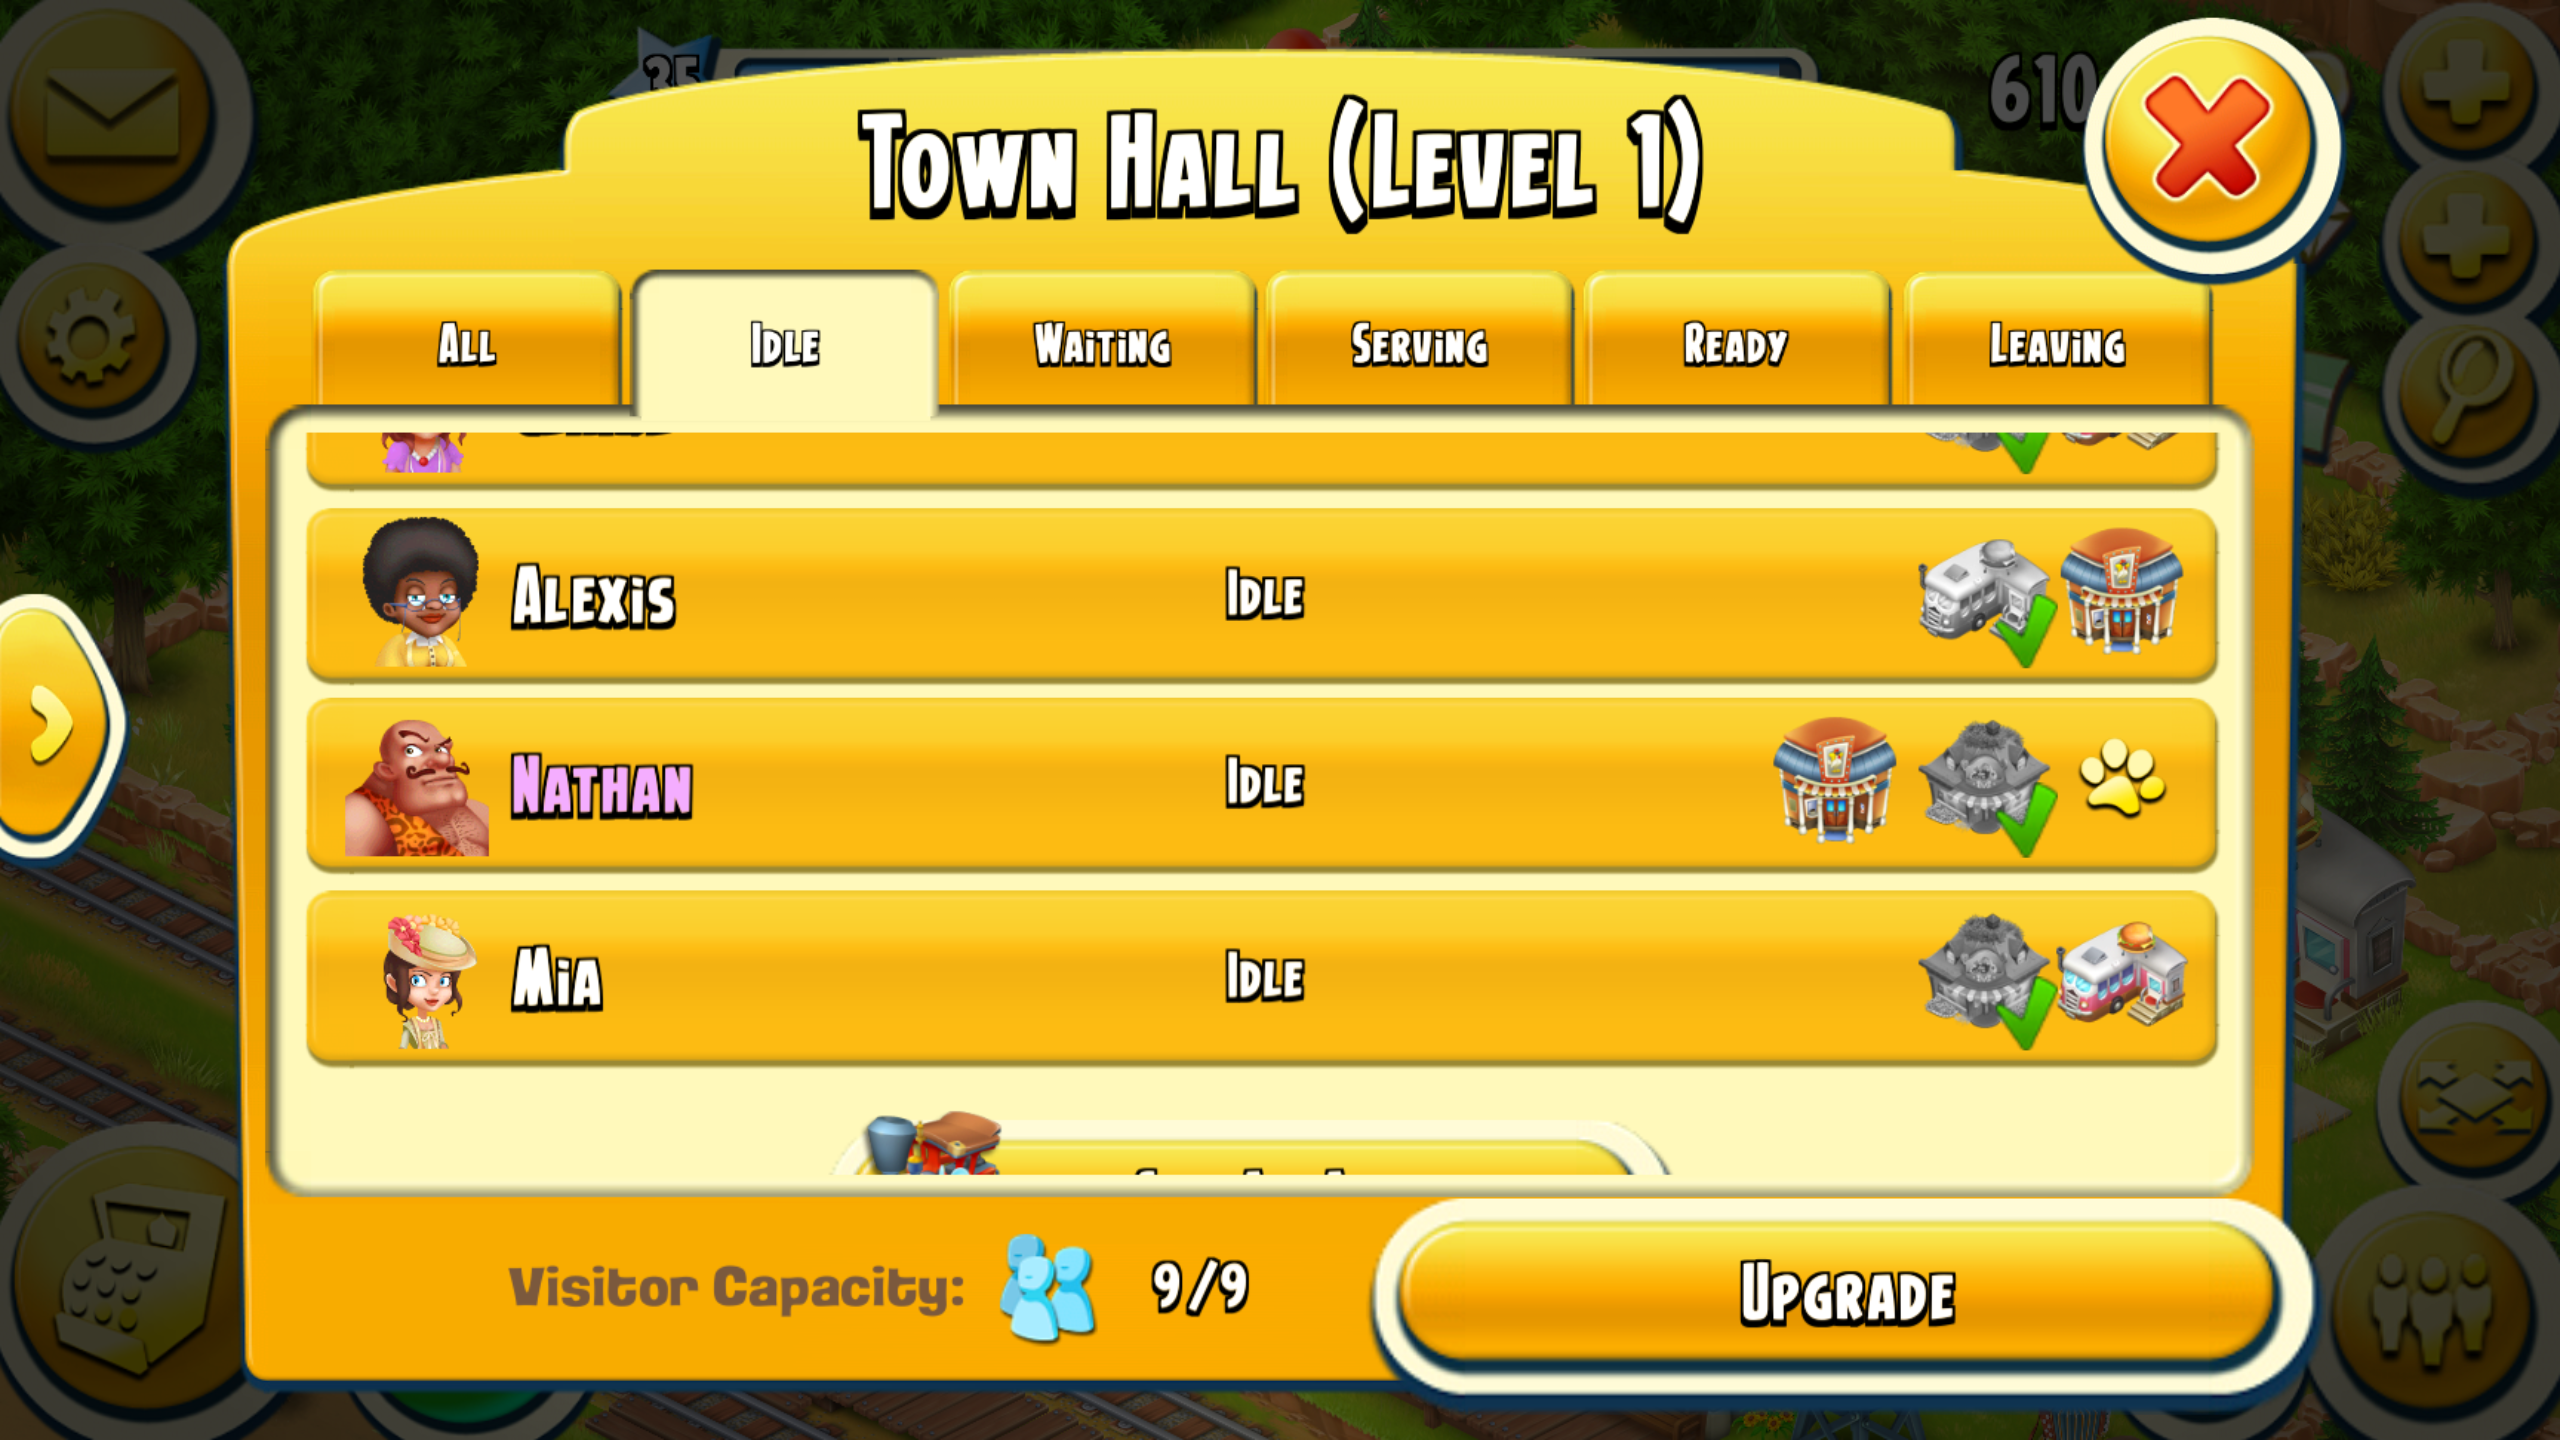 35
610
Town Hall (Level 1)
All
Idle
Waiting
Serving
Ready
Leaving
Alexis
Idle
Nathan
Idle
Mia
Idle
Visitor Capacity:
9/9
Upgrade